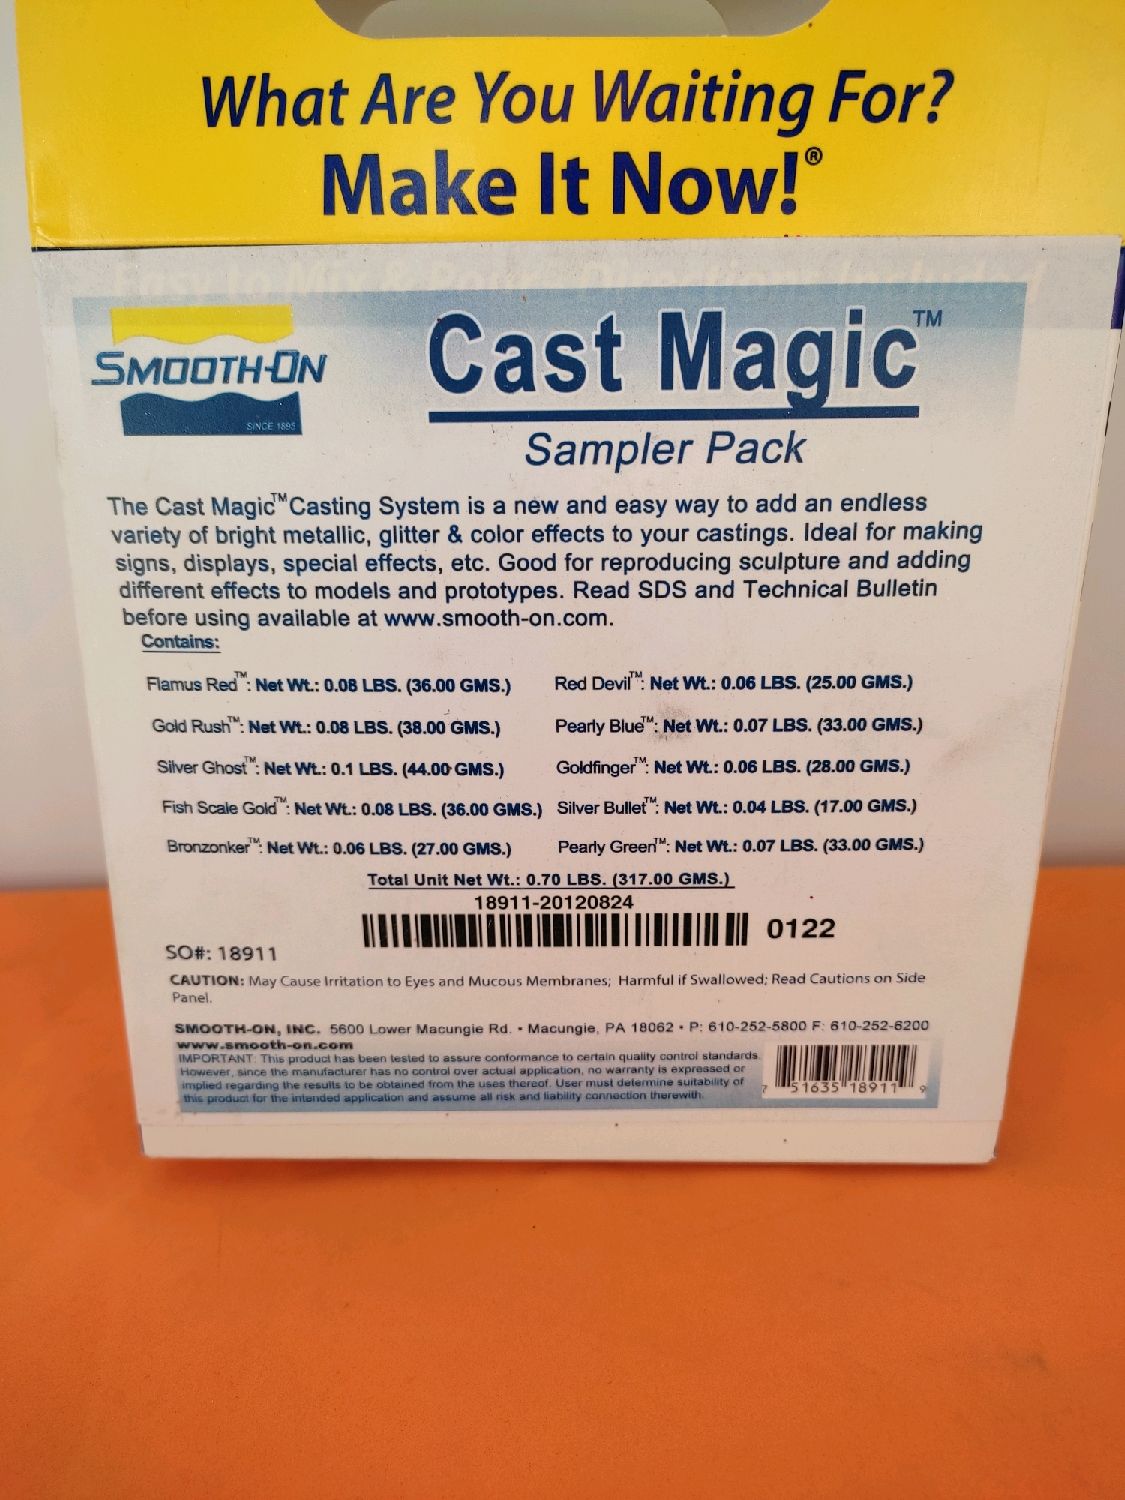 What Are You Waiting For?
Make It Now!®
Easy to Mix & Pour - Directions Included
SMOOTH-ON
SINCE 1895
Cast Magic™
Sampler Pack
The Cast Magic™ Casting System is a new and easy way to add an endless
variety of bright metallic, glitter & color effects to your castings. Ideal for making
signs, displays, special effects, etc. Good for reproducing sculpture and adding
different effects to models and prototypes. Read SDS and Technical Bulletin
before using available at www.smooth-on.com.
Contains:
Flamus Red™: Net Wt.: 0.08 LBS. (36.00 GMS.) Red Devil™: Net Wt.: 0.06 LBS. (25.00 GMS.)
Gold Rush™: Net Wt.: 0.08 LBS. (38.00 GMS.) Pearly Blue™: Net Wt.: 0.07 LBS. (33.00 GMS.)
Silver Ghost™: Net Wt.: 0.1 LBS. (44.00 GMS.) Goldfinger™: Net Wt.: 0.06 LBS. (28.00 GMS.)
Fish Scale Gold™: Net Wt.: 0.08 LBS. (36.00 GMS.) Silver Bullet™: Net Wt.: 0.04 LBS. (17.00 GMS.)
Bronzonker™: Net Wt.: 0.06 LBS. (27.00 GMS.) Pearly Green™: Net Wt.: 0.07 LBS. (33.00 GMS.)
Total Unit Net Wt.: 0.70 LBS. (317.00 GMS.)
18911-20120824
0122
SO#: 18911
CAUTION: May Cause Irritation to Eyes and Mucous Membranes; Harmful if Swallowed; Read Cautions on Side
Panel.
SMOOTH-ON, INC. 5600 Lower Macungie Rd. • Macungie, PA 18062 • P: 610-252-5800 F: 610-252-6200
www.smooth-on.com
IMPORTANT: This product has been tested to assure conformance to certain quality control standards.
However, since the manufacturer has no control over actual application, no warranty is expressed or
implied regarding the results to be obtained from the uses thereof. User must determine suitability of
this product for the intended application and assume all risk and liability connection therewith.
7 51635 18911 9